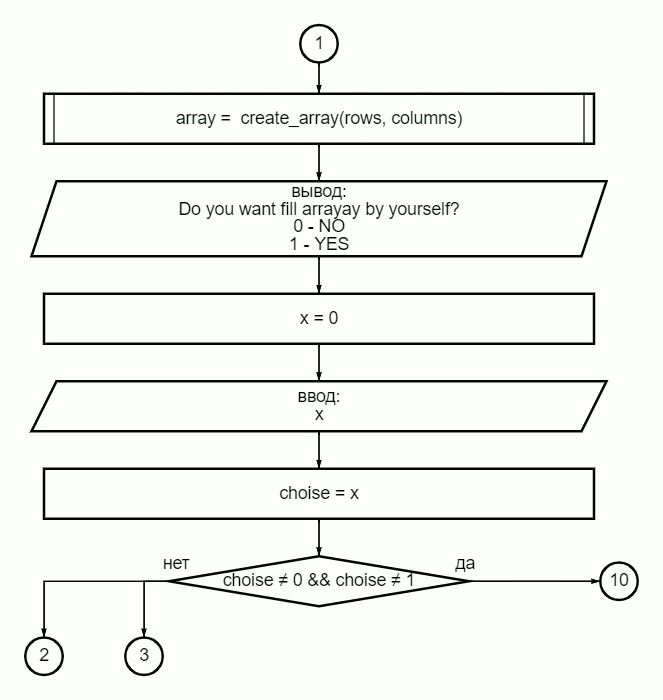 1
array =  create_array(rows, columns)
вывод:
Do you want fill arrayay by yourself?
0 - NO
1 - YES
x = 0
ввод:
x
choise = x
нет
да
choise ≠ 0 && choise ≠ 1
10
2
3